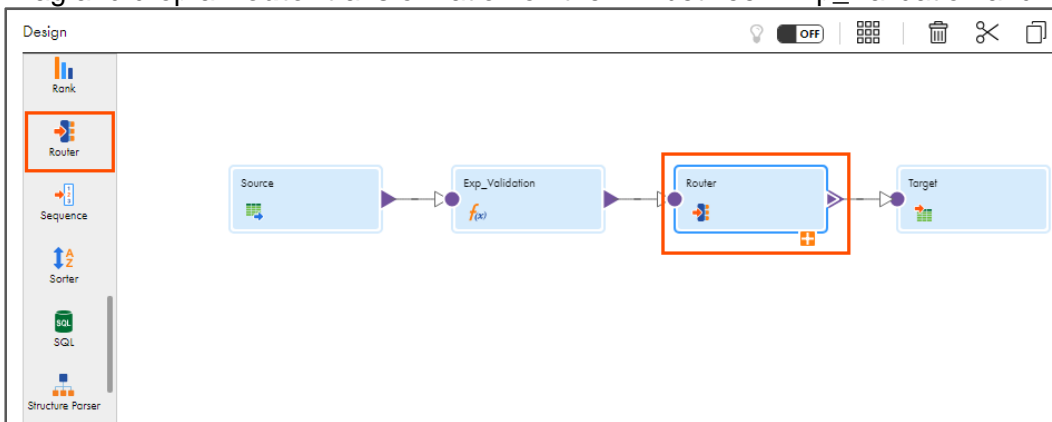 Design
OFF
Rank
Router
Sequence
Sorter
SQL
SQL
Structure Parser
Source
Exp_Validation
f(x)
Router
Target